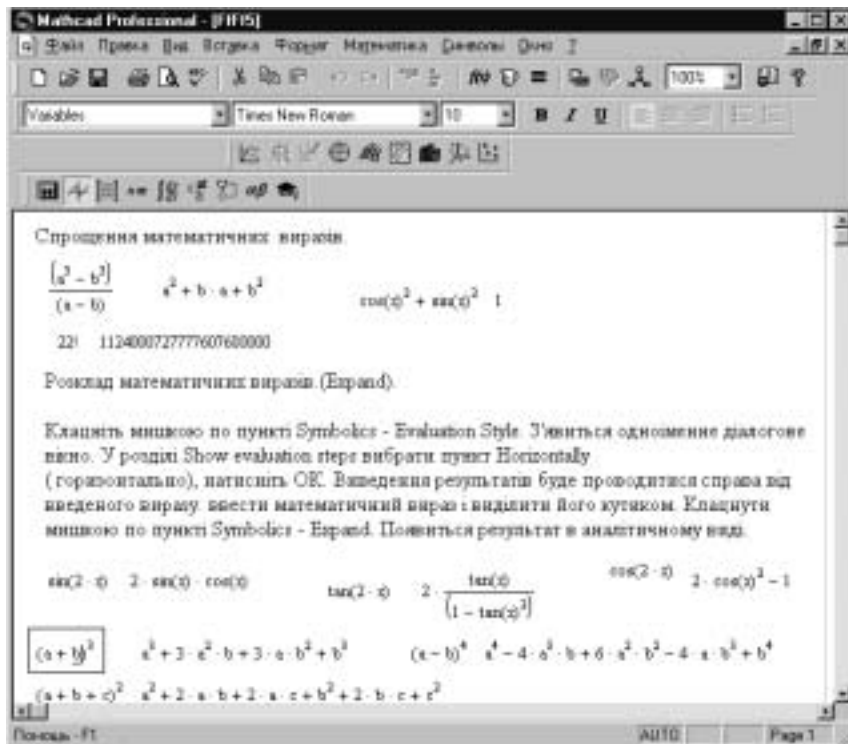 Mathcad Professional - [FIFI5]
Файл Правка Вид Вставка Формат Математика Символы Окно ?
100%
Variables Times New Roman 10 B I U
Спрощення математичних виразів.
(a³ − b³)
(a − b)
a² + b · a + b²
cos(z)² + sin(z)² 1
22! 1124000727777607680000
Розклад математичних виразів.(Expand).
Клацніть мишкою по пункті Symbolics - Evaluation Style. З'явиться одноіменне діалогове
вікно. У розділі Show evaluation steps вибрати пункт Horizontally
(горизонтально), натисніть OK. Виведення результатів буде проводитися справа від
введеного виразу. ввести математичний вираз і виділити його кутиком. Клацнути
мишкою по пункті Symbolics - Expand. Появиться результат в аналітичному виді.
sin(2 · z) 2 · sin(z) · cos(z)
tan(2 · z) 2 · tan(z)
(1 − tan(z)²)
cos(2 · z) 2 · cos(z)² − 1
(a + b)³ a³ + 3 · a² · b + 3 · a · b² + b³
(a − b)⁴ a⁴ − 4 · a³ · b + 6 · a² · b² − 4 · a · b³ + b⁴
(a + b + c)² a² + 2 · a · b + 2 · a · c + b² + 2 · b · c + c²
Помощь - F1 AUTO Page 1